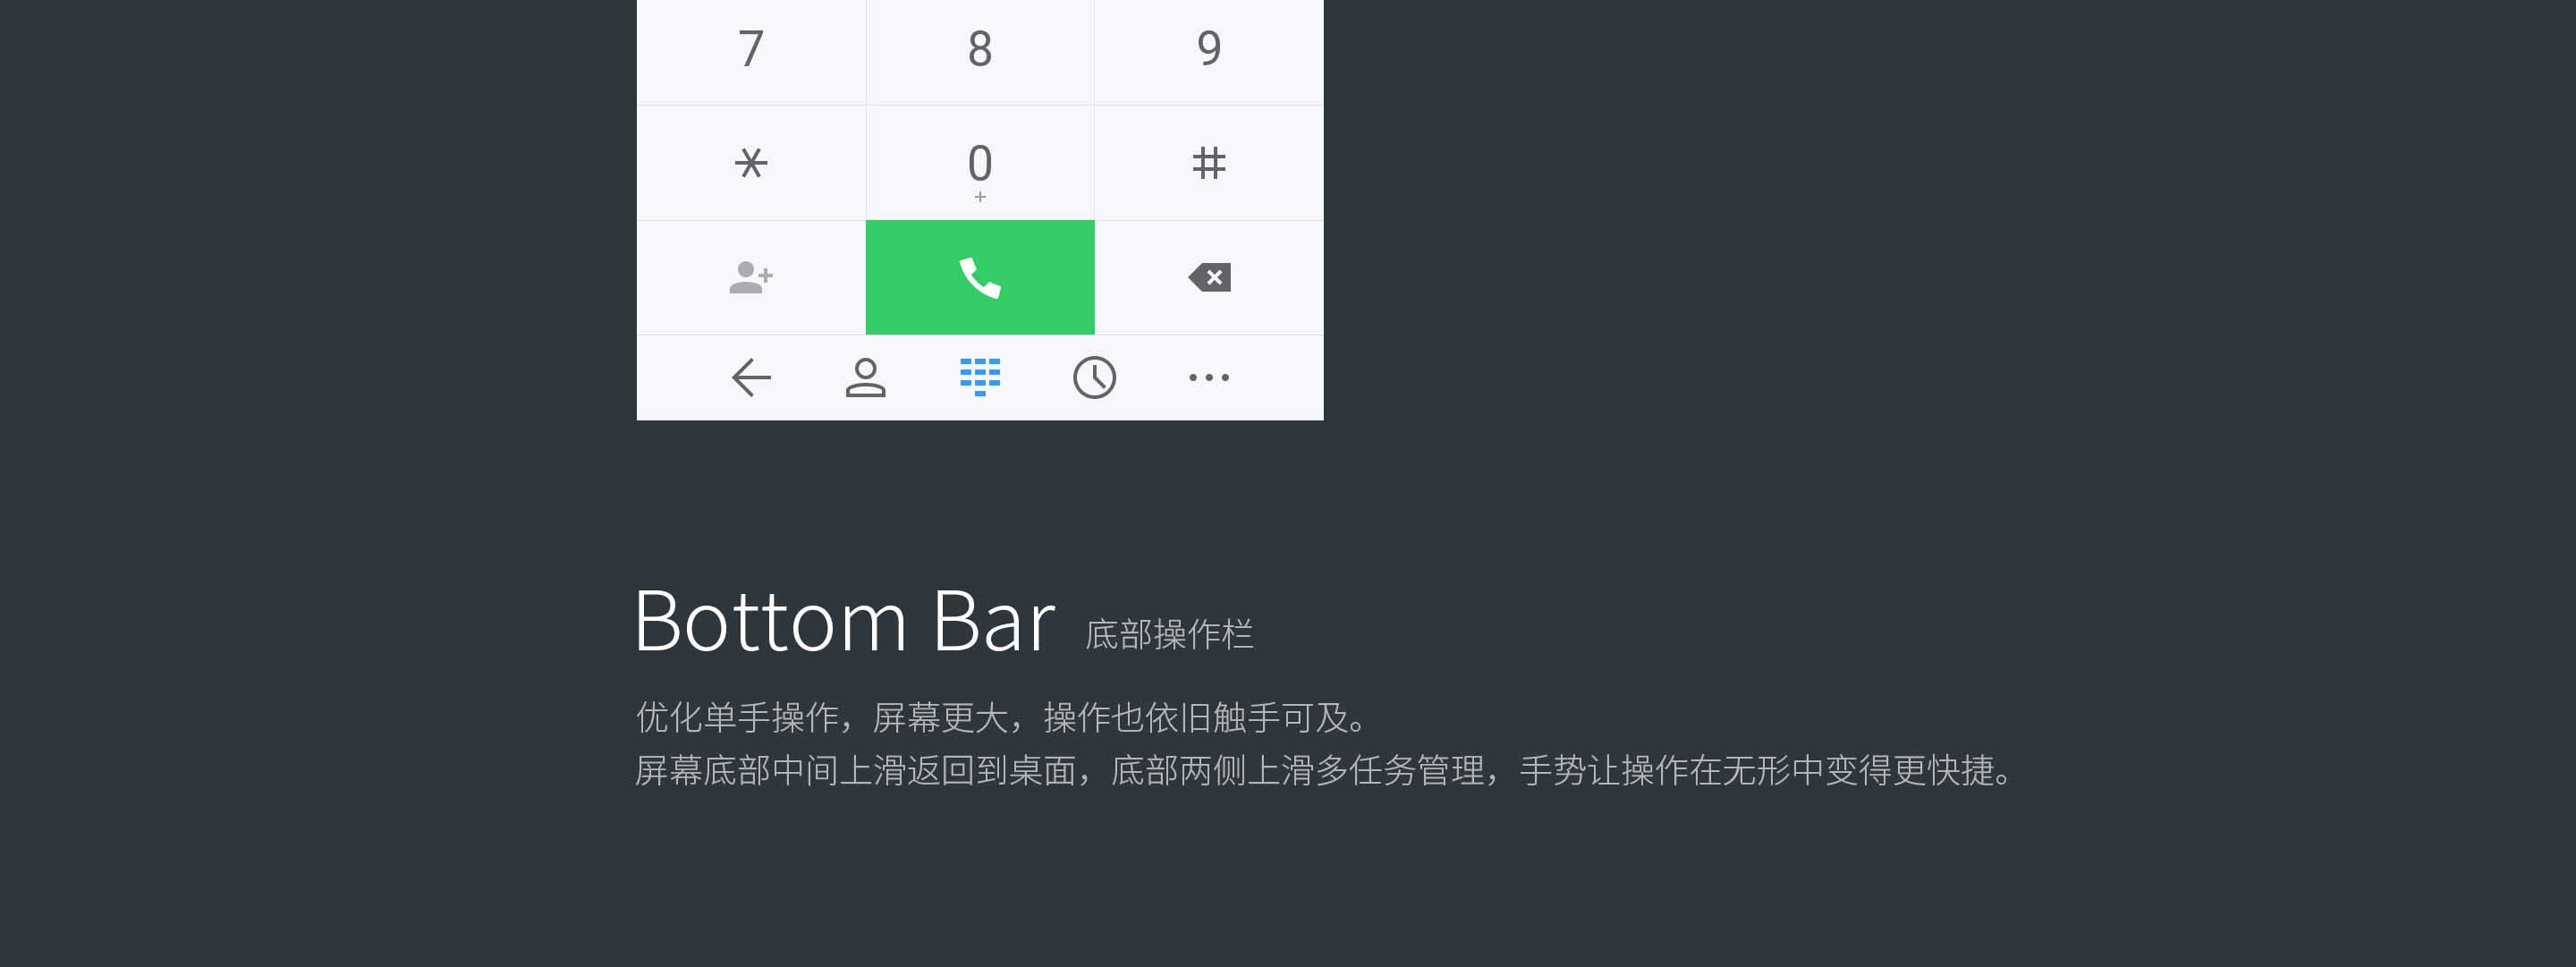 7 8 9
* 0 #
+
Bottom Bar 底部操作栏
优化单手操作，屏幕更大，操作也依旧触手可及。
屏幕底部中间上滑返回到桌面，底部两侧上滑多任务管理，手势让操作在无形中变得更快捷。